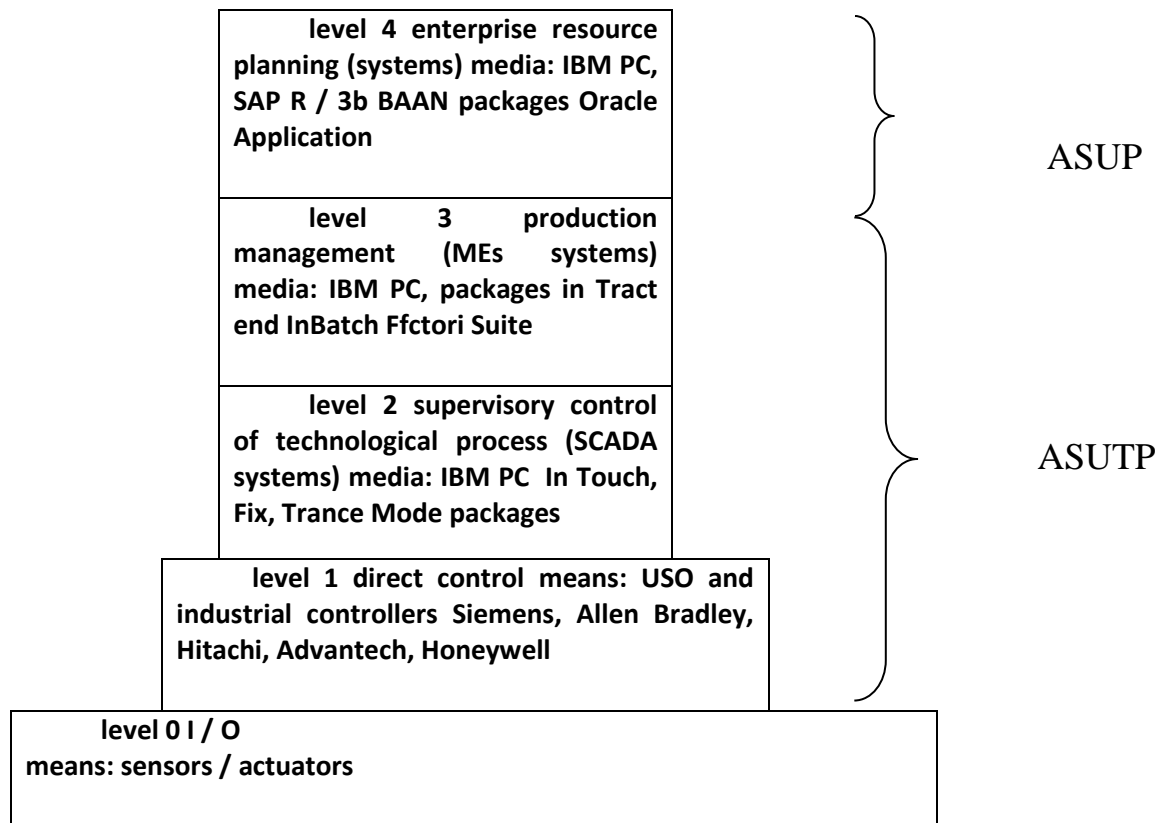 level 4 enterprise resource
planning (systems) media: IBM PC,
SAP R / 3b BAAN packages Oracle
Application
ASUP
level 3 production
management (MEs systems)
media: IBM PC, packages in Tract
end InBatch Ffctori Suite
level 2 supervisory control
of technological process (SCADA
systems) media: IBM PC In Touch,
Fix, Trance Mode packages
ASUTP
level 1 direct control means: USO and
industrial controllers Siemens, Allen Bradley,
Hitachi, Advantech, Honeywell
level 0 I / O
means: sensors / actuators